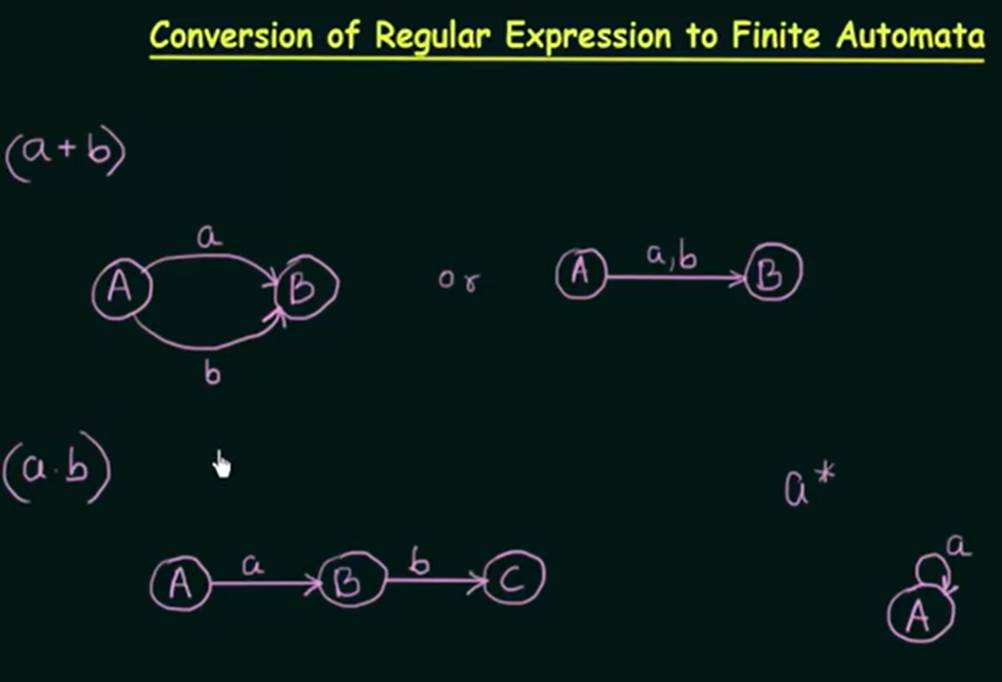 Conversion of Regular Expression to Finite Automata
(a+b)
a
A B or A a,b B
b
(a.b)
a*
A a B b C
a
A